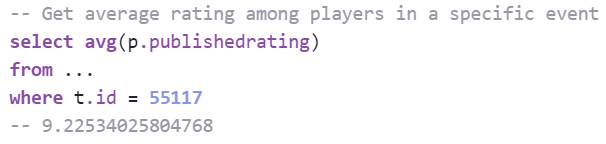 -- Get average rating among players in a specific event
select avg(p.publishedrating)
from ...
where t.id = 55117
-- 9.22534025804768